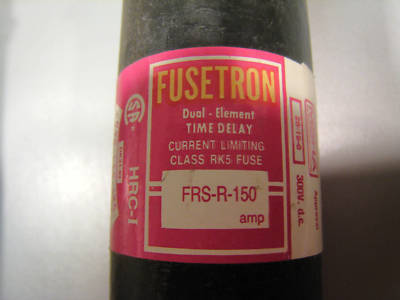 FUSETRON
Dual - Element
TIME DELAY
CURRENT LIMITING
CLASS RK5 FUSE
FRS-R-150
amp
HRC-I
300V. d.c.